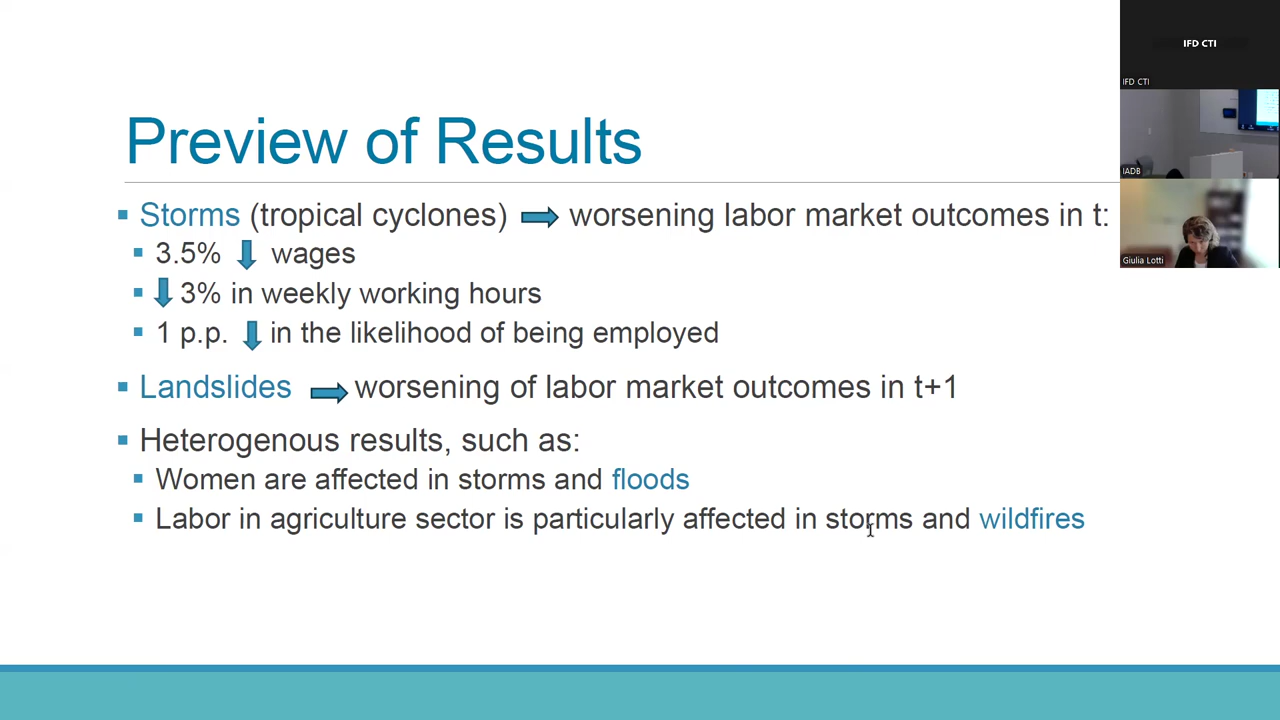 Preview of Results
Storms (tropical cyclones) worsening labor market outcomes in t:
3.5% wages
3% in weekly working hours
1 p.p. in the likelihood of being employed
Landslides worsening of labor market outcomes in t+1
Heterogenous results, such as:
Women are affected in storms and floods
Labor in agriculture sector is particularly affected in storms and wildfires
IFD CTI
IFD CTI
IADB
Giulia Lotti